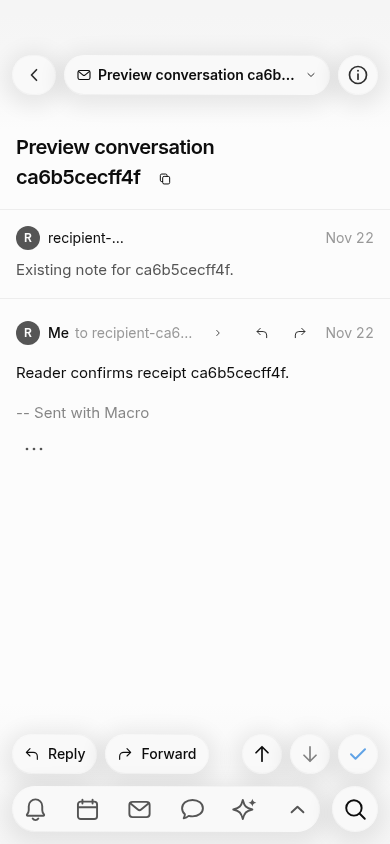 Preview conversation ca6b...
Preview conversation
ca6b5cecff4f
R recipient-... Nov 22
Existing note for ca6b5cecff4f.
R Me to recipient-ca6... Nov 22
Reader confirms receipt ca6b5cecff4f.
-- Sent with Macro
...
Reply Forward